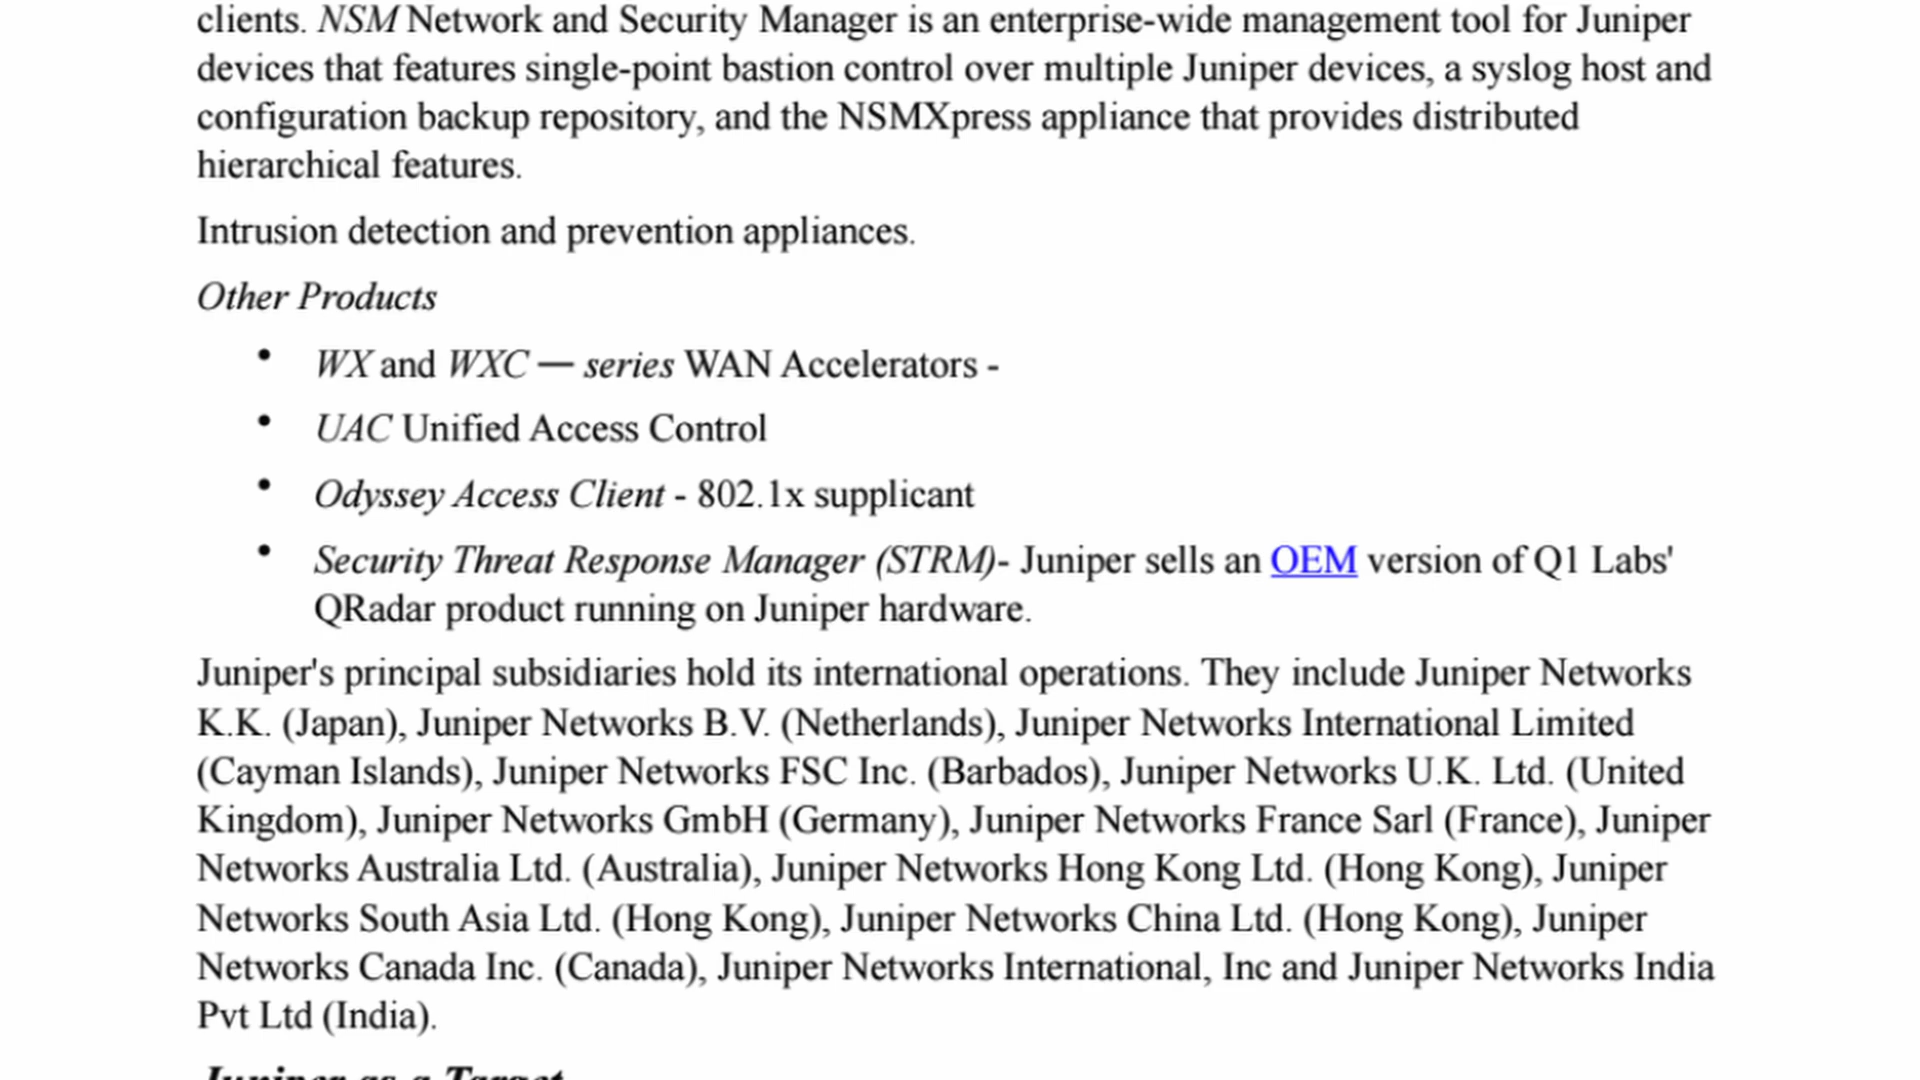 clients. NSM Network and Security Manager is an enterprise-wide management tool for Juniper
devices that features single-point bastion control over multiple Juniper devices, a syslog host and
configuration backup repository, and the NSMXpress appliance that provides distributed
hierarchical features.
Intrusion detection and prevention appliances.
Other Products
• WX and WXC — series WAN Accelerators -
• UAC Unified Access Control
• Odyssey Access Client - 802.1x supplicant
• Security Threat Response Manager (STRM)- Juniper sells an OEM version of Q1 Labs'
QRadar product running on Juniper hardware.
Juniper's principal subsidiaries hold its international operations. They include Juniper Networks
K.K. (Japan), Juniper Networks B.V. (Netherlands), Juniper Networks International Limited
(Cayman Islands), Juniper Networks FSC Inc. (Barbados), Juniper Networks U.K. Ltd. (United
Kingdom), Juniper Networks GmbH (Germany), Juniper Networks France Sarl (France), Juniper
Networks Australia Ltd. (Australia), Juniper Networks Hong Kong Ltd. (Hong Kong), Juniper
Networks South Asia Ltd. (Hong Kong), Juniper Networks China Ltd. (Hong Kong), Juniper
Networks Canada Inc. (Canada), Juniper Networks International, Inc and Juniper Networks India
Pvt Ltd (India).
Juniper as a Target